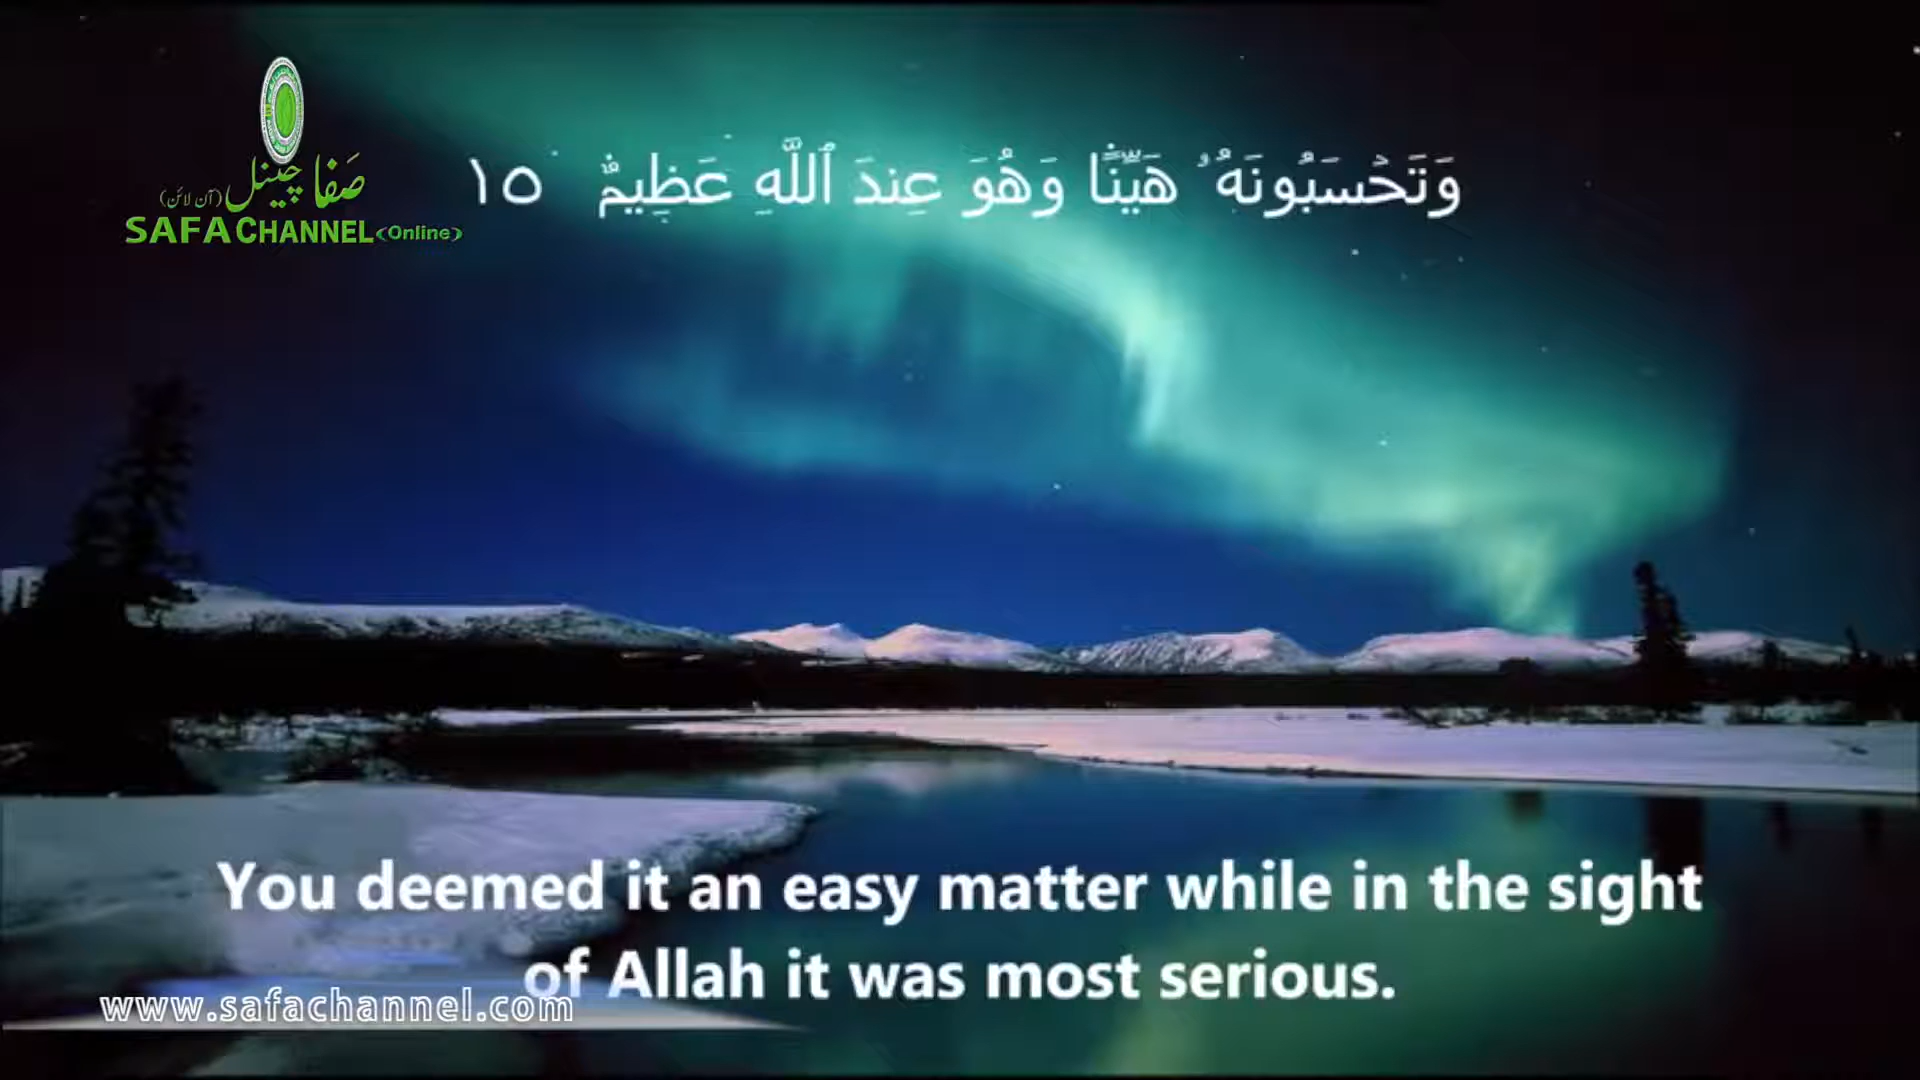 وَتَحْسَبُونَهُۥ هَيِّنًۭا وَهُوَ عِندَ ٱللَّهِ عَظِيمٌۭ ١٥
صفا چینل (آن لائن)
SAFA CHANNEL (Online)
You deemed it an easy matter while in the sight
of Allah it was most serious.
www.safachannel.com